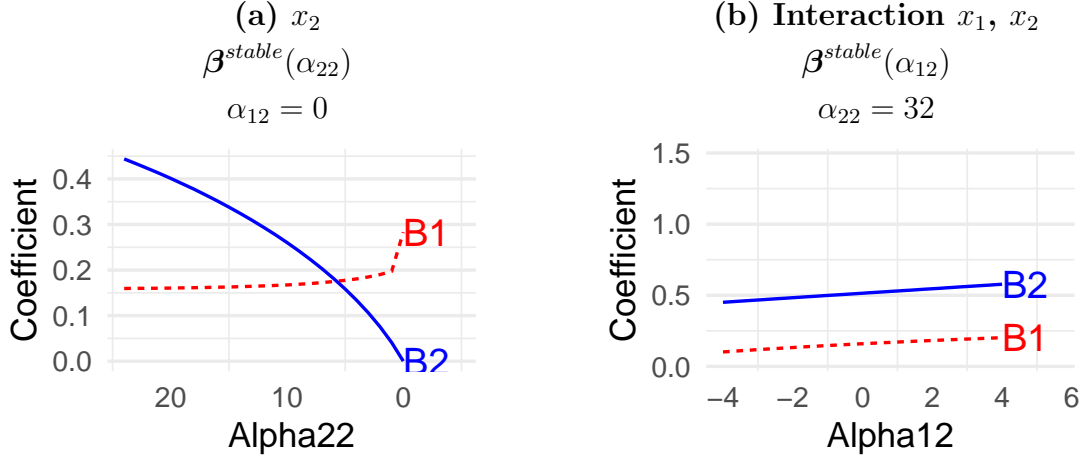 (a) x₂
βˢᵗᵃᵇˡᵉ(α₂₂)
α₁₂ = 0
Coefficient
0.4
0.3
0.2
0.1
0.0
B1
B2
20 10 0
Alpha22
(b) Interaction x₁, x₂
βˢᵗᵃᵇˡᵉ(α₁₂)
α₂₂ = 32
Coefficient
1.5
1.0
0.5
0.0
B2
B1
−4 −2 0 2 4 6
Alpha12